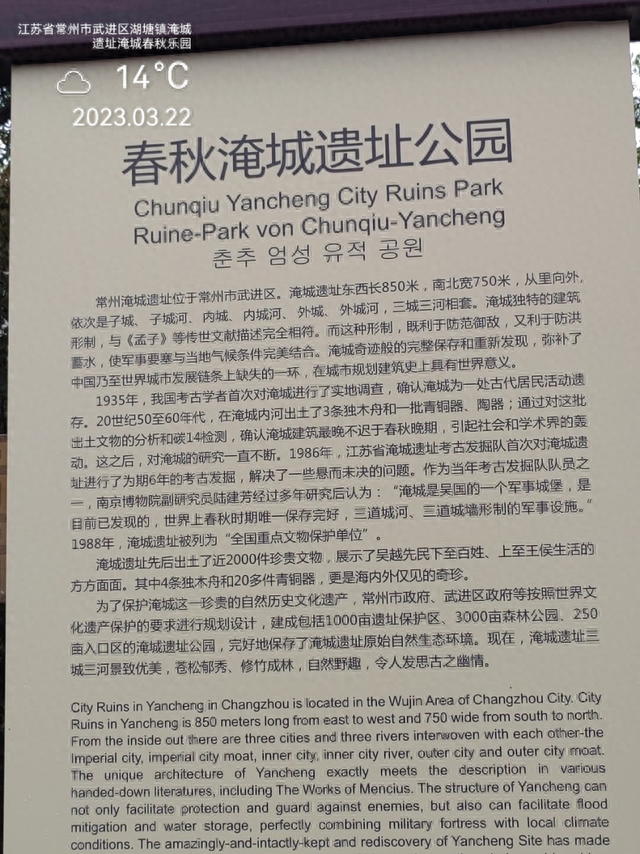 江苏省常州市武进区湖塘镇淹城
遗址淹城春秋乐园
14°C
2023.03.22
春秋淹城遗址公园
Chunqiu Yancheng City Ruins Park
Ruine-Park von Chunqiu-Yancheng
춘추 엄성 유적 공원
常州淹城遗址位于常州市武进区。淹城遗址东西长850米，南北宽750米，从里向外，
依次是子城、子城河、内城、内城河、外城、外城河，三城三河相套。淹城独特的建筑
形制，与《孟子》等传世文献描述完全相符。而这种形制，既利于防范御敌，又利于防洪
蓄水，使军事要塞与当地气候条件完美结合。淹城奇迹般的完整保存和重新发现，弥补了
中国乃至世界城市发展链条上缺失的一环，在城市规划建筑史上具有世界意义。
1935年，我国考古学者首次对淹城进行了实地调查，确认淹城为一处古代居民活动遗
存。20世纪50至60年代，在淹城内河出土了3条独木舟和一批青铜器、陶器；通过对这批
出土文物的分析和碳14检测，确认淹城建筑最晚不迟于春秋晚期，引起社会和学术界的轰
动。这之后，对淹城的研究一直不断。1986年，江苏省淹城遗址考古发掘队首次对淹城遗
址进行了为期6年的考古发掘，解决了一些悬而未决的问题。作为当年考古发掘队队员之
一，南京博物院副研究员陆建芳经过多年研究后认为：“淹城是吴国的一个军事城堡，是
目前已发现的，世界上春秋时期唯一保存完好，三道城河、三道城墙形制的军事设施。”
1988年，淹城遗址被列为“全国重点文物保护单位”。
淹城遗址先后出土了近2000件珍贵文物，展示了吴越先民下至百姓、上至王侯生活的
方方面面。其中4条独木舟和20多件青铜器，更是海内外仅见的奇珍。
为了保护淹城这一珍贵的自然历史文化遗产，常州市政府、武进区政府等按照世界文
化遗产保护的要求进行规划设计，建成包括1000亩遗址保护区、3000亩森林公园、250
亩入口区的淹城遗址公园，完好地保存了淹城遗址原始自然生态环境。现在，淹城遗址三
城三河景致优美，苍松郁秀、修竹成林，自然野趣，令人发思古之幽情。
City Ruins in Yancheng in Changzhou is located in the Wujin Area of Changzhou City. City
Ruins in Yancheng is 850 meters long from east to west and 750 wide from south to north.
From the inside out there are three cities and three rivers interwoven with each other-the
Imperial city, imperial city moat, inner city, inner city river, outer city and outer city moat.
The unique architecture of Yancheng exactly meets the description in various
handed-down literatures, including The Works of Mencius. The structure of Yancheng can
not only facilitate protection and guard against enemies, but also can facilitate flood
mitigation and water storage, perfectly combining military fortress with local climate
conditions. The amazingly-and-intactly-kept and rediscovery of Yancheng Site has made